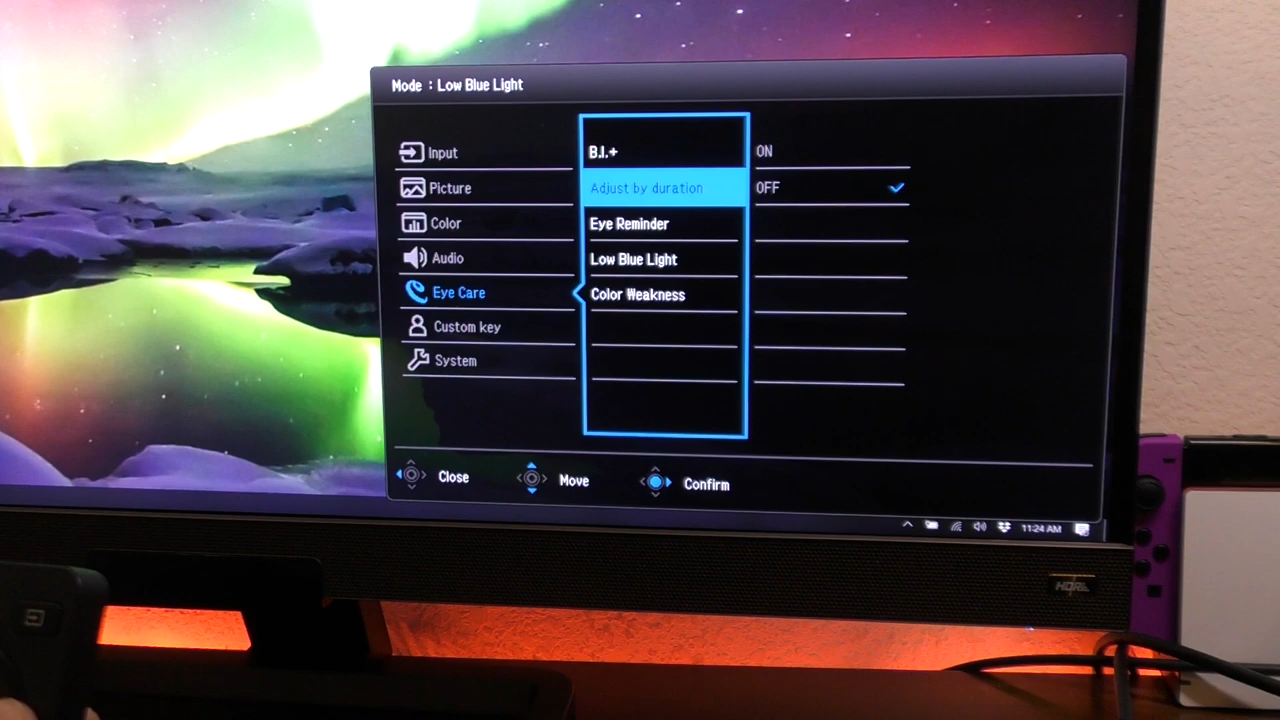 Mode : Low Blue Light
Input
Picture
Color
Audio
Eye Care
Custom key
System
B.I.+
Adjust by duration
Eye Reminder
Low Blue Light
Color Weakness
ON
OFF
Close
Move
Confirm
11:24 AM
HDRi